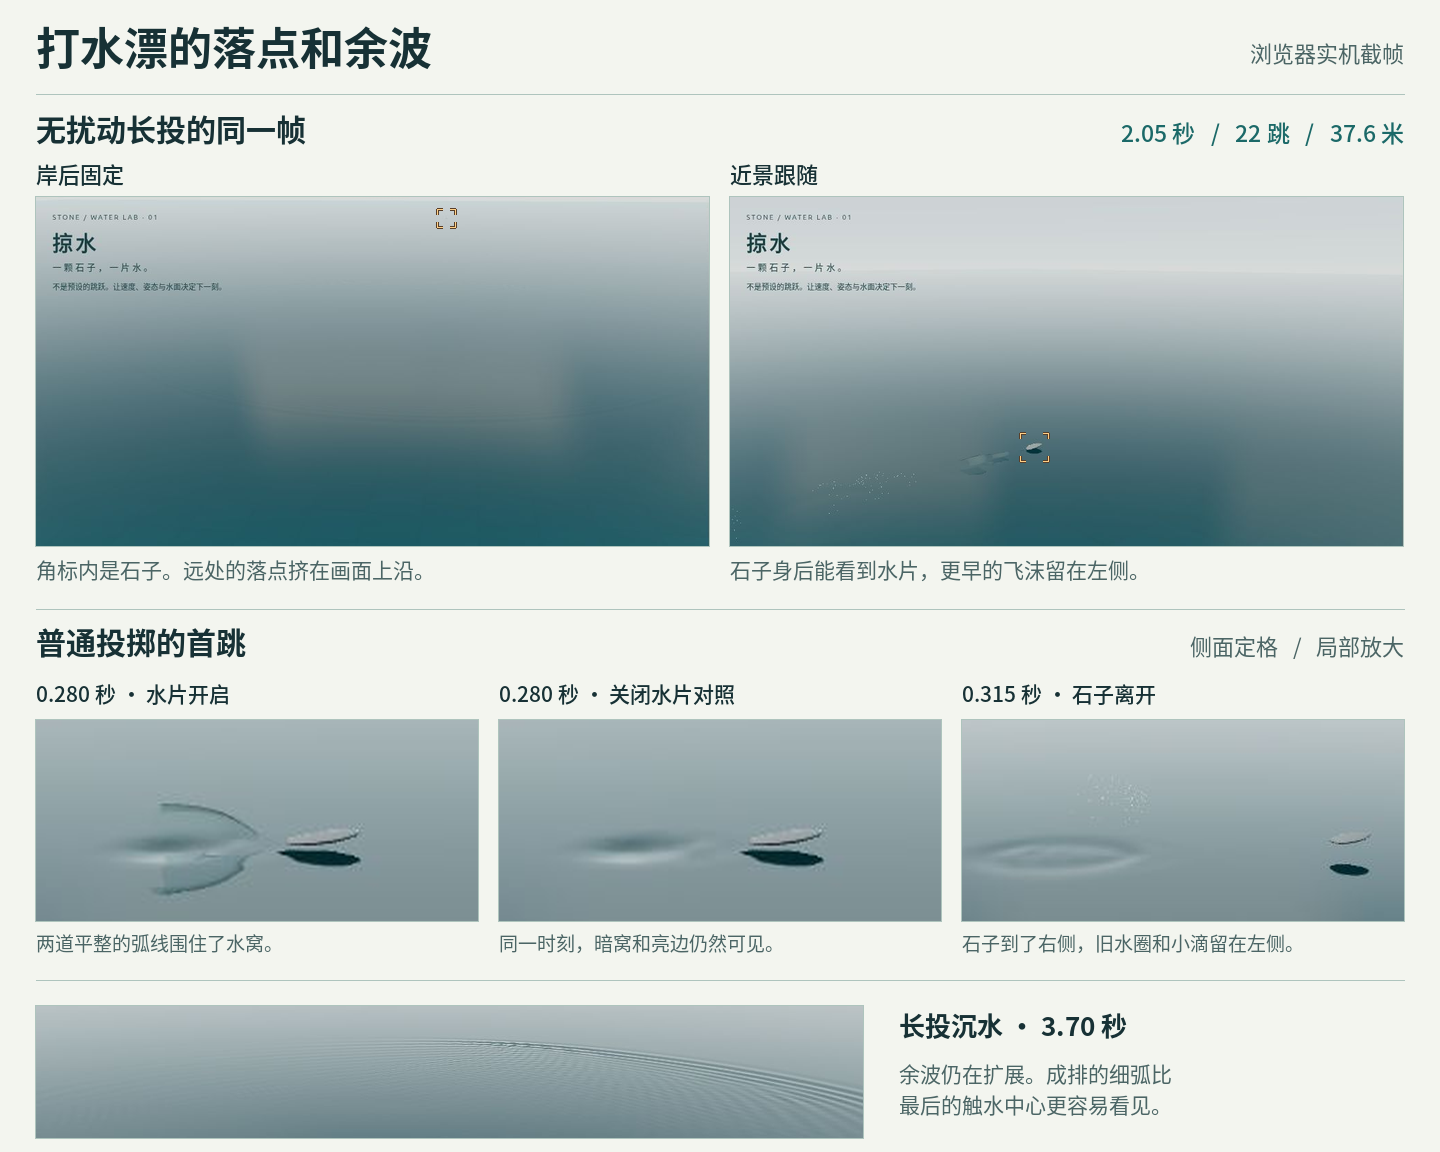 打水漂的落点和余波
浏览器实机截帧
无扰动长投的同一帧
2.05 秒 / 22 跳 / 37.6 米
岸后固定
近景跟随
STONE / WATER LAB · 01
掠水
一颗石子，一片水。
不是预设的跳跃。让速度、姿态与水面决定下一刻。
STONE / WATER LAB · 01
掠水
一颗石子，一片水。
不是预设的跳跃。让速度、姿态与水面决定下一刻。
角标内是石子。远处的落点挤在画面上沿。
石子身后能看到水片，更早的飞沫留在左侧。
普通投掷的首跳
侧面定格 / 局部放大
0.280 秒 · 水片开启
0.280 秒 · 关闭水片对照
0.315 秒 · 石子离开
两道平整的弧线围住了水窝。
同一时刻，暗窝和亮边仍然可见。
石子到了右侧，旧水圈和小滴留在左侧。
长投沉水 · 3.70 秒
余波仍在扩展。成排的细弧比
最后的触水中心更容易看见。